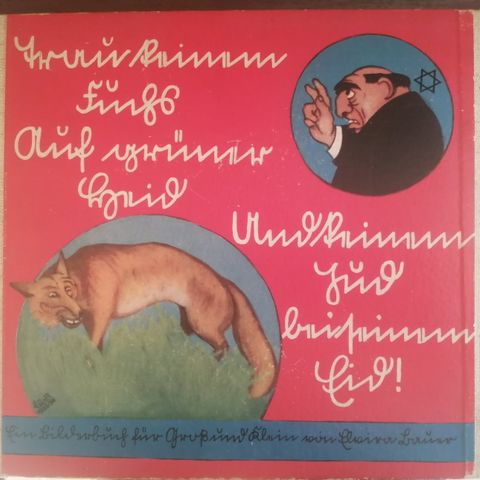 Trau keinem
Fuchs
Auf grüner
Heid
Und keinem
Jud
bei seinem
Eid!
Ein Bilderbuch für Groß und Klein von Elvira Bauer